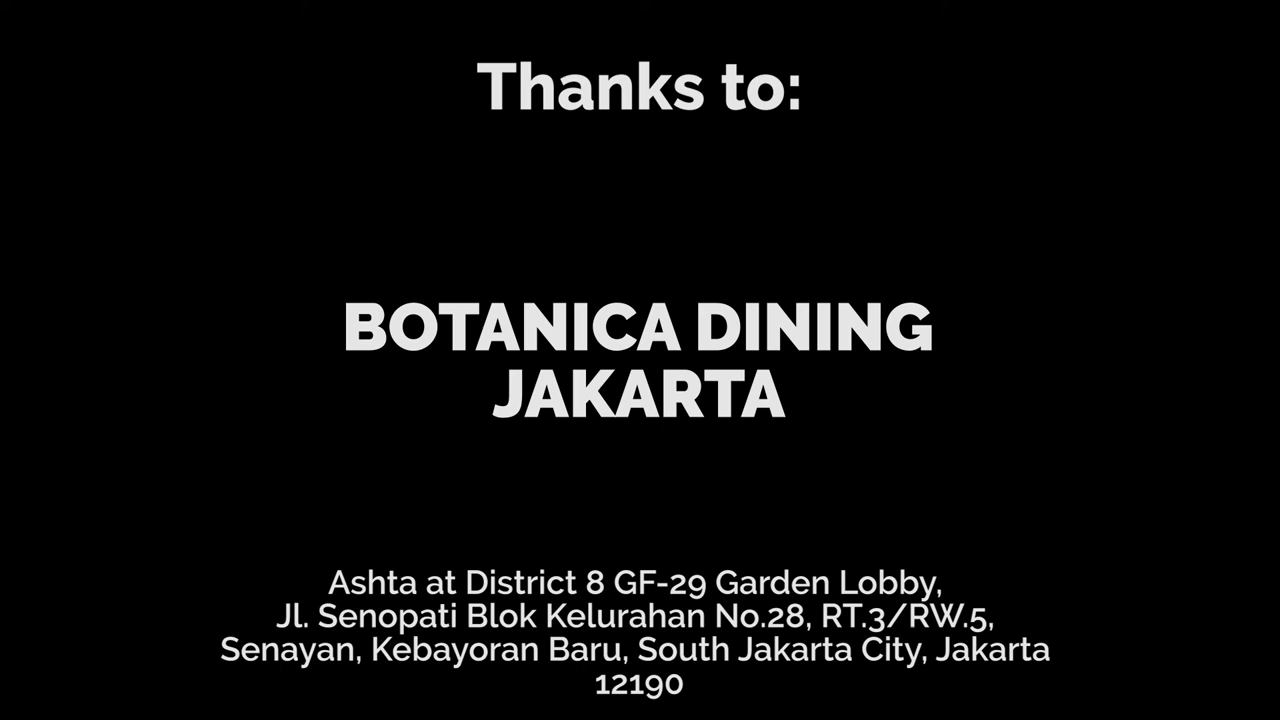 Thanks to:
BOTANICA DINING
JAKARTA
Ashta at District 8 GF-29 Garden Lobby,
Jl. Senopati Blok Kelurahan No.28, RT.3/RW.5,
Senayan, Kebayoran Baru, South Jakarta City, Jakarta
12190